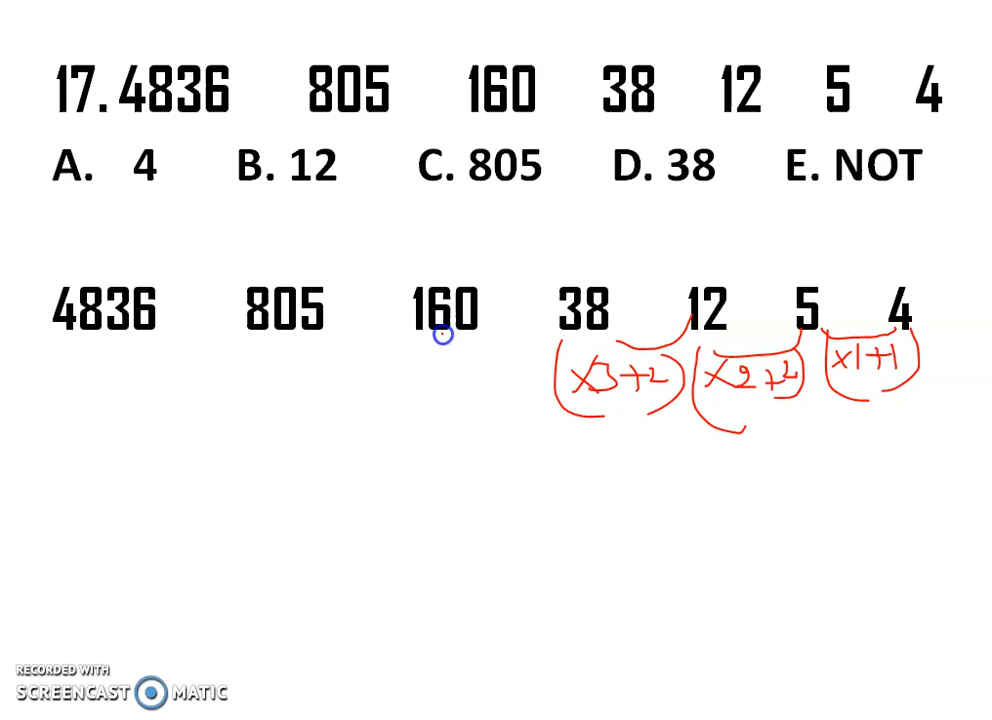 17. 4836 805 160 38 12 5 4
A. 4 B. 12 C. 805 D. 38 E. NOT
4836 805 160 38 12 5 4
(×3+2) (×2+2) (×1+1)
RECORDED WITH
SCREENCAST MATIC